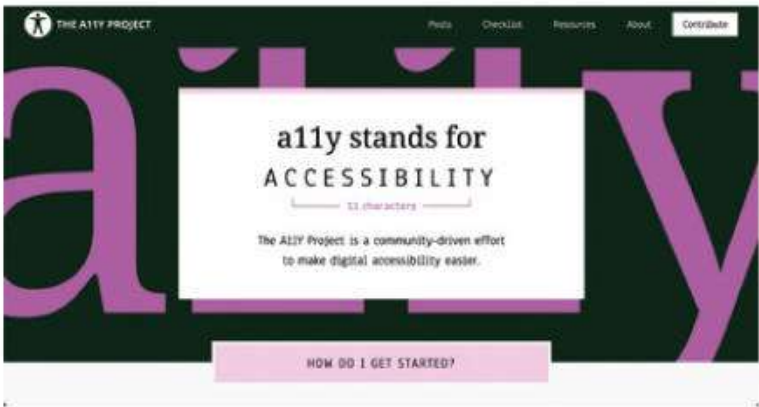 THE A11Y PROJECT
Posts Checklist Resources About Contribute
a11y
a11y stands for
ACCESSIBILITY
11 characters
The A11Y Project is a community-driven effort
to make digital accessibility easier.
HOW DO I GET STARTED?